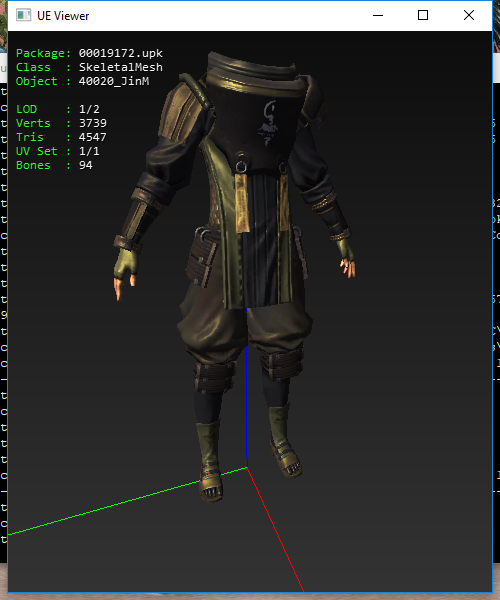 UE Viewer
Package: 00019172.upk
Class  : SkeletalMesh
Object : 40020_JinM
LOD    : 1/2
Verts  : 3739
Tris   : 4547
UV Set : 1/1
Bones  : 94